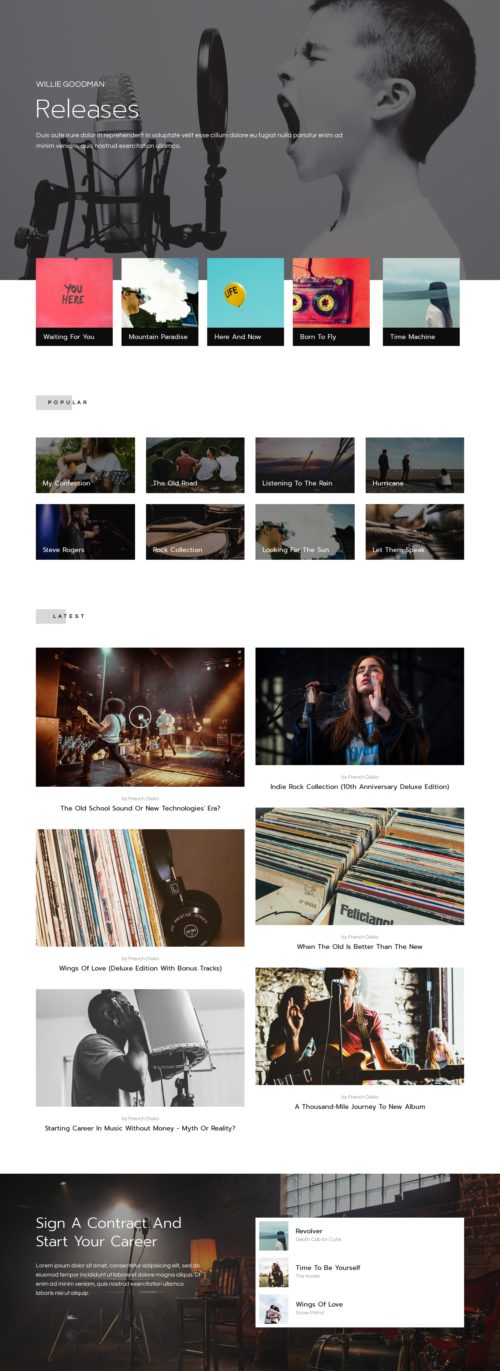 WILLIE GOODMAN
Releases
Duis aute irure dolor in reprehenderit in voluptate velit esse cillum dolore eu fugiat nulla pariatur enim ad
minim veniam, quis nostrud exercitation ullamco.
YOU
HERE
LIFE
Waiting For You
Mountain Paradise
Here And Now
Born To Fly
Time Machine
POPULAR
My Confession
The Old Road
Listening To The Rain
Hurricane
Steve Rogers
Rock Collection
Looking For The Sun
Let Them Speak
LATEST
by French Disko
The Old School Sound Or New Technologies' Era?
by French Disko
Indie Rock Collection (10th Anniversary Deluxe Edition)
by French Disko
Wings Of Love (Deluxe Edition With Bonus Tracks)
Feliciano!
by French Disko
When The Old Is Better Than The New
by French Disko
Starting Career In Music Without Money - Myth Or Reality?
by French Disko
A Thousand-Mile Journey To New Album
Sign A Contract And
Start Your Career
Lorem ipsum dolor sit amet, consectetur adipisicing elit, sed do
eiusmod tempor incididunt ut labore et dolore magna aliqua. Ut
enim ad minim veniam, quis nostrud exercitation ullamco
laboris nisi ut aliquip.
Revolver
Death Cab for Cutie
Time To Be Yourself
The Kooks
Wings Of Love
Snow Patrol